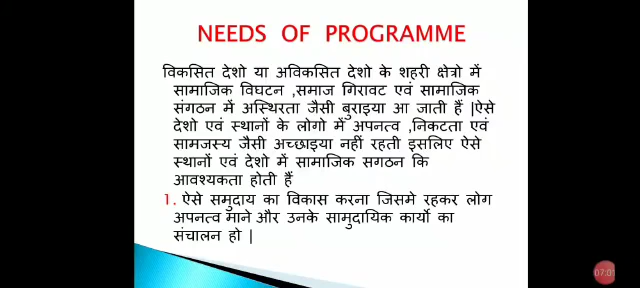 NEEDS OF PROGRAMME
विकसित देशो या अविकसित देशो के शहरी क्षेत्रो में
सामाजिक विघटन ,समाज गिरावट एवं सामाजिक
संगठन में अस्थिरता जैसी बुराइया आ जाती हैं |ऐसे
देशो एवं स्थानों के लोगो में अपनत्व ,निकटता एवं
सामजस्य जैसी अच्छाइया नहीं रहती इसलिए ऐसे
स्थानों एवं देशो में सामाजिक सगठन कि
आवश्यकता होती हैं
1. ऐसे समुदाय का विकास करना जिसमे रहकर लोग
अपनत्व माने और उनके सामुदायिक कार्यो का
संचालन हो |
07:01